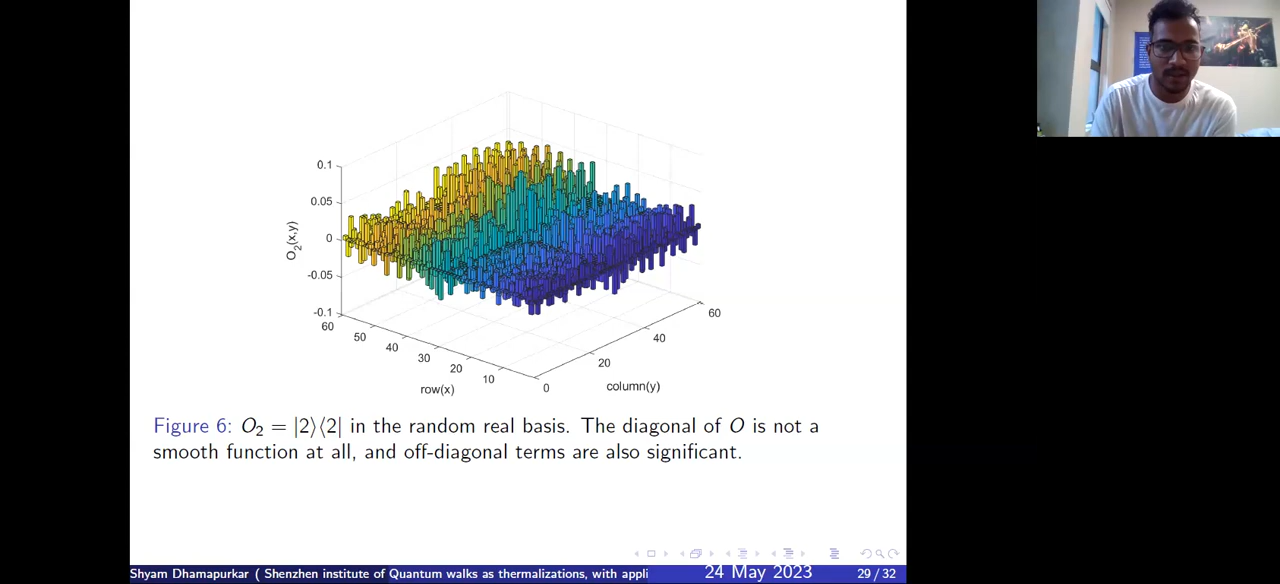 0.1
0.05
0
-0.05
-0.1
O2(x,y)
60
50
40
30
20
10
row(x)
0
20
40
60
column(y)
Figure 6: O₂ = |2⟩⟨2| in the random real basis. The diagonal of O is not a
smooth function at all, and off-diagonal terms are also significant.
Shyam Dhamapurkar ( Shenzhen institute of Quantum walks as thermalizations, with appli 24 May 2023 29 / 32